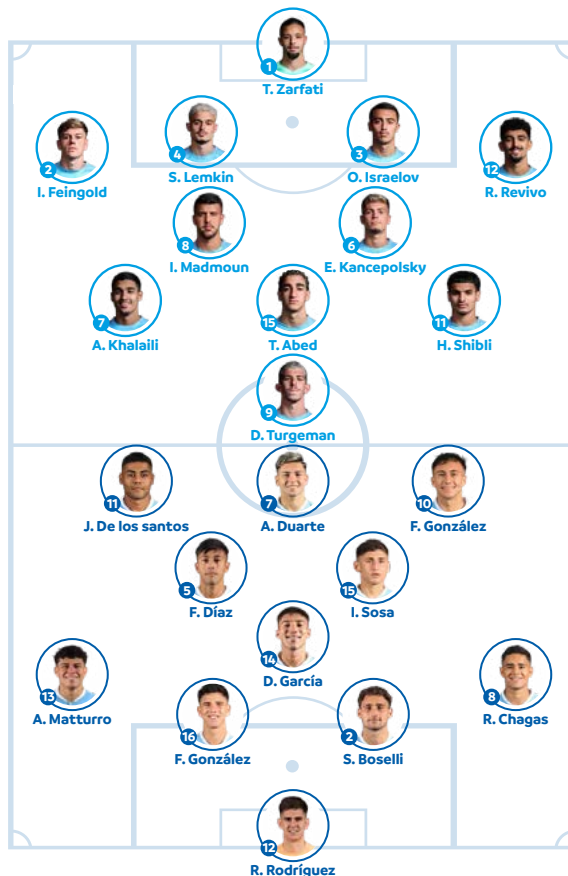 1
T. Zarfati
2
I. Feingold
4
S. Lemkin
3
O. Israelov
12
R. Revivo
8
I. Madmoun
6
E. Kancepolsky
7
A. Khalaili
15
T. Abed
11
H. Shibli
9
D. Turgeman
11
J. De los santos
7
A. Duarte
10
F. González
5
F. Díaz
15
I. Sosa
14
D. García
13
A. Matturro
16
F. González
2
S. Boselli
8
R. Chagas
12
R. Rodríguez